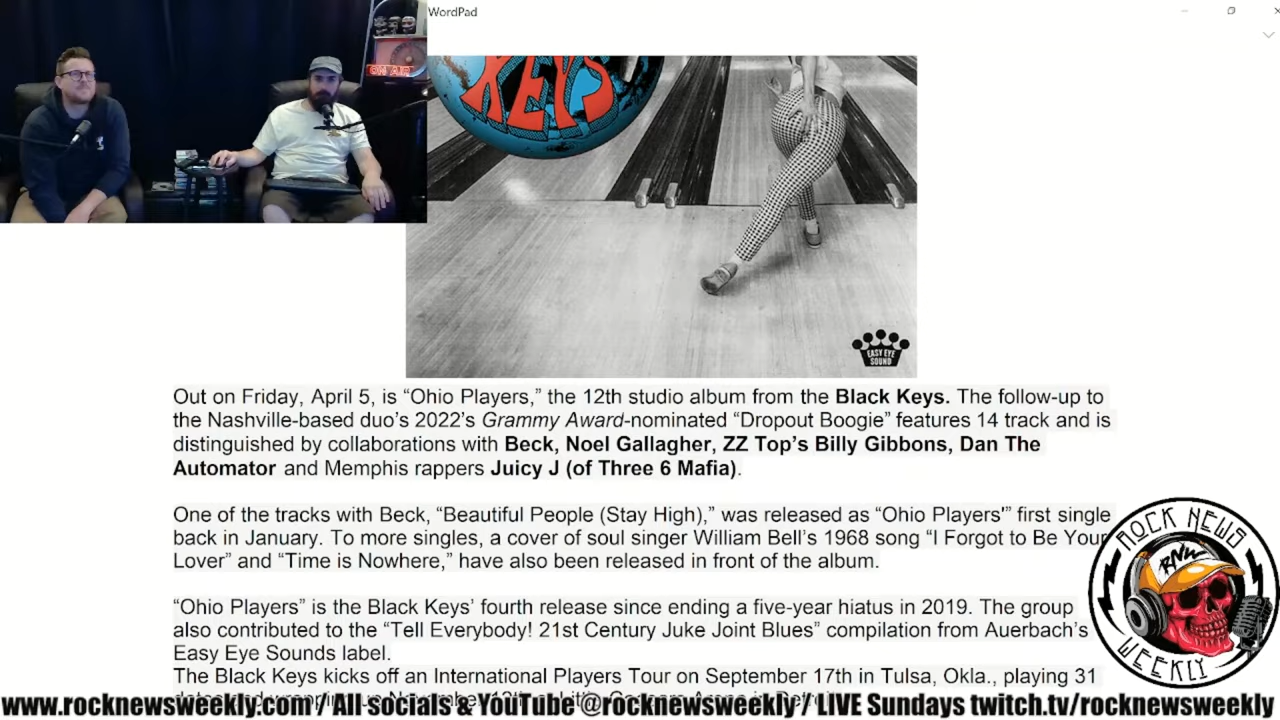 WordPad
ON AIR
KEYS
EASY EYE
SOUND
Out on Friday, April 5, is “Ohio Players,” the 12th studio album from the Black Keys. The follow-up to
the Nashville-based duo’s 2022’s Grammy Award-nominated “Dropout Boogie” features 14 track and is
distinguished by collaborations with Beck, Noel Gallagher, ZZ Top’s Billy Gibbons, Dan The
Automator and Memphis rappers Juicy J (of Three 6 Mafia).
One of the tracks with Beck, “Beautiful People (Stay High),” was released as “Ohio Players'” first single
back in January. To more singles, a cover of soul singer William Bell’s 1968 song “I Forgot to Be Your
Lover” and “Time is Nowhere,” have also been released in front of the album.
“Ohio Players” is the Black Keys’ fourth release since ending a five-year hiatus in 2019. The group
also contributed to the “Tell Everybody! 21st Century Juke Joint Blues” compilation from Auerbach’s
Easy Eye Sounds label.
The Black Keys kicks off an International Players Tour on September 17th in Tulsa, Okla., playing 31
ROCK NEWS
RNW
WEEKLY
www.rocknewsweekly.com / All socials & YouTube @rocknewsweekly / LIVE Sundays twitch.tv/rocknewsweekly